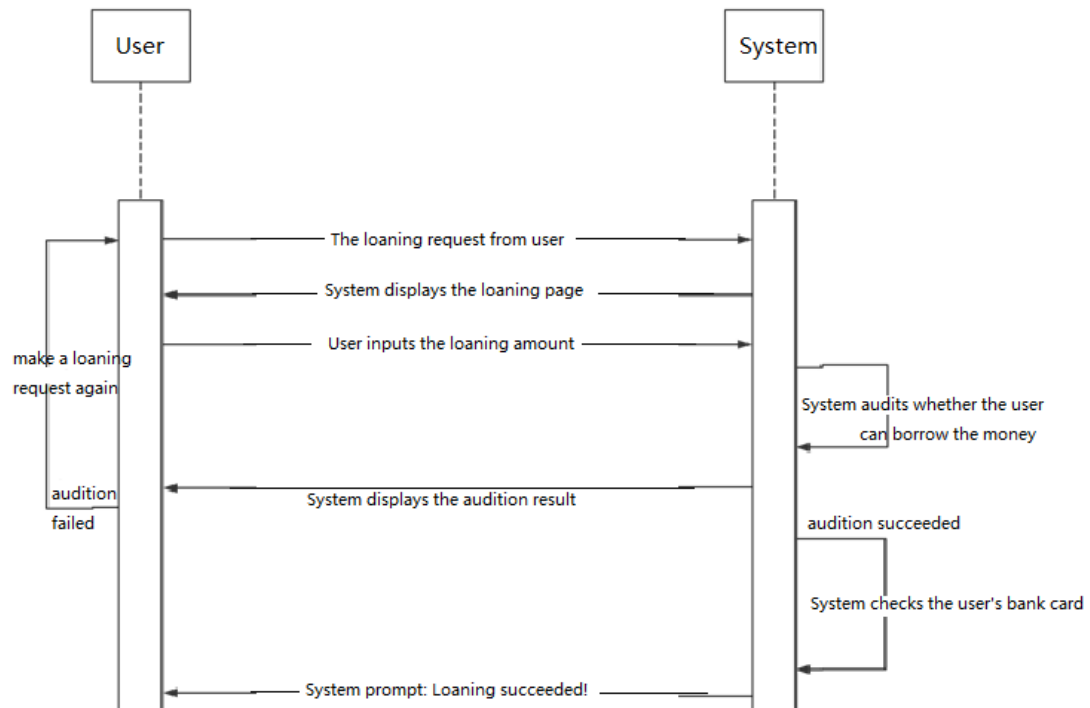 User
System
The loaning request from user
System displays the loaning page
User inputs the loaning amount
make a loaning
request again
System audits whether the user
can borrow the money
audition
failed
System displays the audition result
audition succeeded
System checks the user's bank card
System prompt: Loaning succeeded!